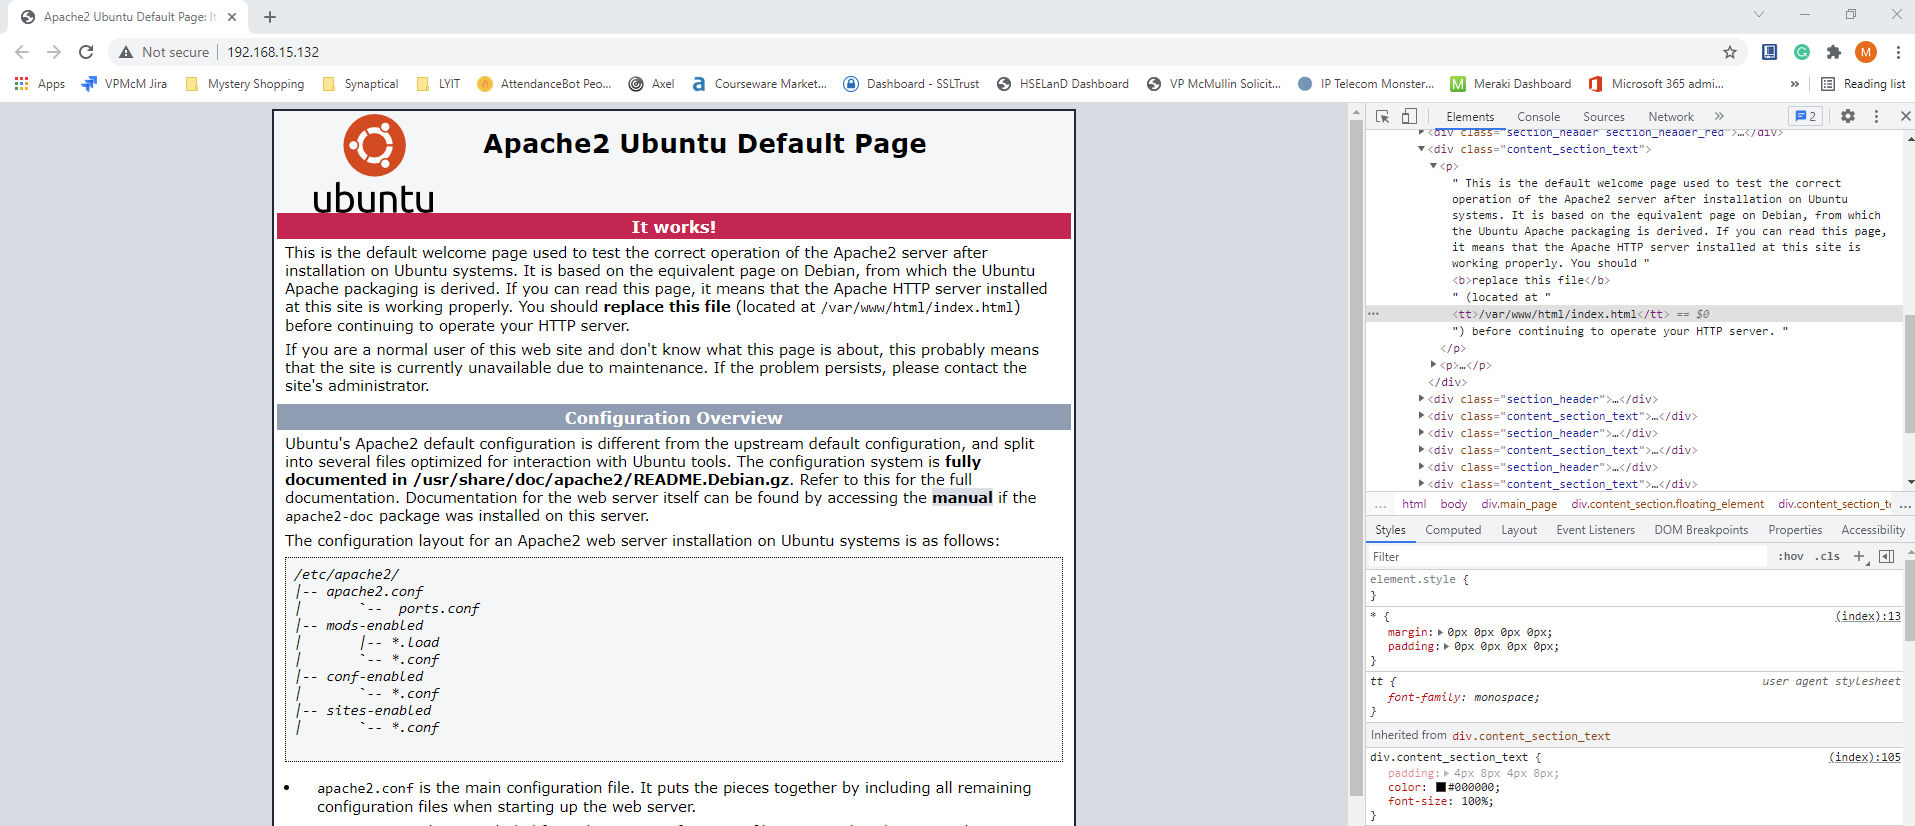 Apache2 Ubuntu Default Page: It
Not secure
192.168.15.132
M
Apps
VPMcM Jira
Mystery Shopping
Synaptical
LYIT
AttendanceBot Peo...
Axel
Courseware Market...
Dashboard - SSLTrust
HSELanD Dashboard
VP McMullin Solicit...
IP Telecom Monster...
Meraki Dashboard
Microsoft 365 admi...
»
Reading list
ubuntu
Apache2 Ubuntu Default Page
It works!
This is the default welcome page used to test the correct operation of the Apache2 server after
installation on Ubuntu systems. It is based on the equivalent page on Debian, from which the Ubuntu
Apache packaging is derived. If you can read this page, it means that the Apache HTTP server installed
at this site is working properly. You should replace this file (located at /var/www/html/index.html)
before continuing to operate your HTTP server.
If you are a normal user of this web site and don't know what this page is about, this probably means
that the site is currently unavailable due to maintenance. If the problem persists, please contact the
site's administrator.
Configuration Overview
Ubuntu's Apache2 default configuration is different from the upstream default configuration, and split
into several files optimized for interaction with Ubuntu tools. The configuration system is fully
documented in /usr/share/doc/apache2/README.Debian.gz. Refer to this for the full
documentation. Documentation for the web server itself can be found by accessing the manual if the
apache2-doc package was installed on this server.
The configuration layout for an Apache2 web server installation on Ubuntu systems is as follows:
/etc/apache2/
|-- apache2.conf
|       `--  ports.conf
|-- mods-enabled
|       |-- *.load
|       `-- *.conf
|-- conf-enabled
|       `-- *.conf
|-- sites-enabled
|       `-- *.conf
• apache2.conf is the main configuration file. It puts the pieces together by including all remaining
configuration files when starting up the web server.
Elements
Console
Sources
Network
»
2
<div class="section_header section_header_red">…</div>
<div class="content_section_text">
<p>
" This is the default welcome page used to test the correct
operation of the Apache2 server after installation on Ubuntu
systems. It is based on the equivalent page on Debian, from which
the Ubuntu Apache packaging is derived. If you can read this page,
it means that the Apache HTTP server installed at this site is
working properly. You should "
<b>replace this file</b>
" (located at "
<tt>/var/www/html/index.html</tt> == $0
") before continuing to operate your HTTP server. "
</p>
<p>…</p>
</div>
<div class="section_header">…</div>
<div class="content_section_text">…</div>
<div class="section_header">…</div>
<div class="content_section_text">…</div>
<div class="section_header">…</div>
<div class="content_section_text">…</div>
... html body div.main_page div.content_section.floating_element div.content_section_te ...
Styles
Computed
Layout
Event Listeners
DOM Breakpoints
Properties
Accessibility
Filter
:hov .cls +
element.style {
}
* {
(index):13
margin: 0px 0px 0px 0px;
padding: 0px 0px 0px 0px;
}
tt {
user agent stylesheet
font-family: monospace;
}
Inherited from div.content_section_text
div.content_section_text {
(index):105
padding: 4px 8px 4px 8px;
color: #000000;
font-size: 100%;
}